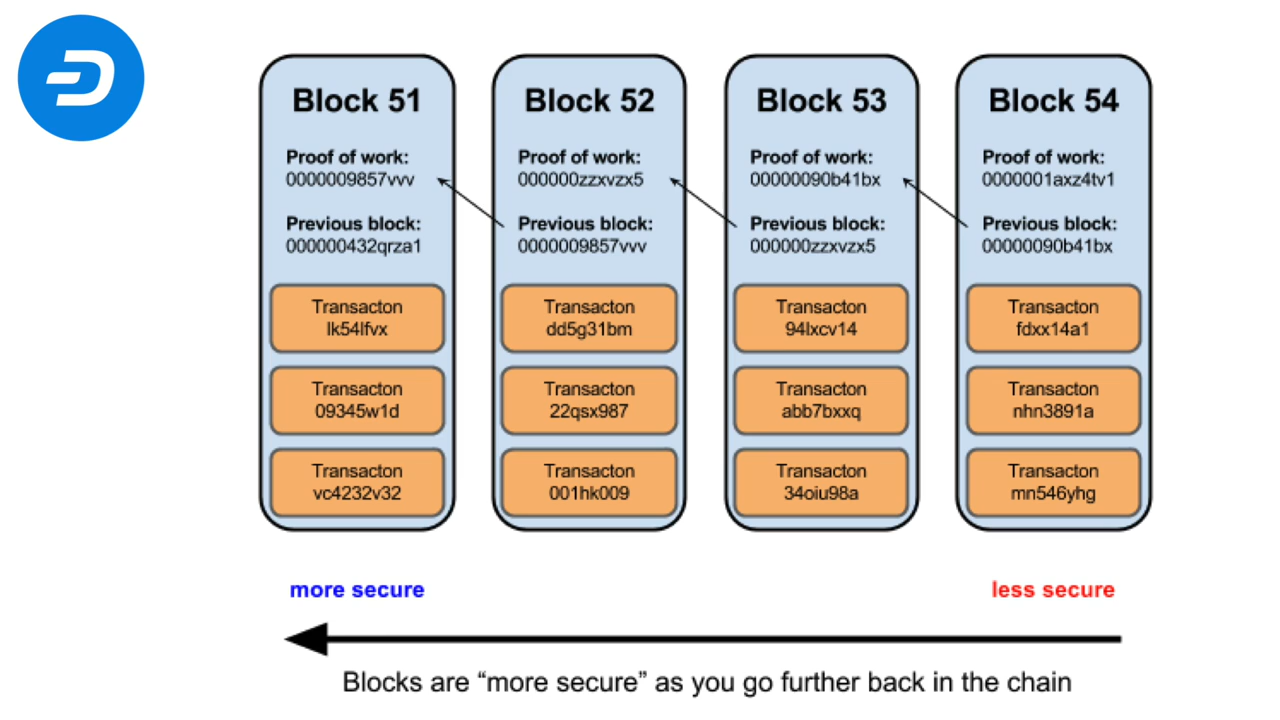 Block 51
Proof of work:
0000009857vvv
Previous block:
000000432qrza1
Transacton
lk54lfvx
Transacton
09345w1d
Transacton
vc4232v32
Block 52
Proof of work:
000000zzxvzx5
Previous block:
0000009857vvv
Transacton
dd5g31bm
Transacton
22qsx987
Transacton
001hk009
Block 53
Proof of work:
00000090b41bx
Previous block:
000000zzxvzx5
Transacton
94lxcv14
Transacton
abb7bxxq
Transacton
34oiu98a
Block 54
Proof of work:
0000001axz4tv1
Previous block:
00000090b41bx
Transacton
fdxx14a1
Transacton
nhn3891a
Transacton
mn546yhg
more secure
less secure
Blocks are “more secure” as you go further back in the chain